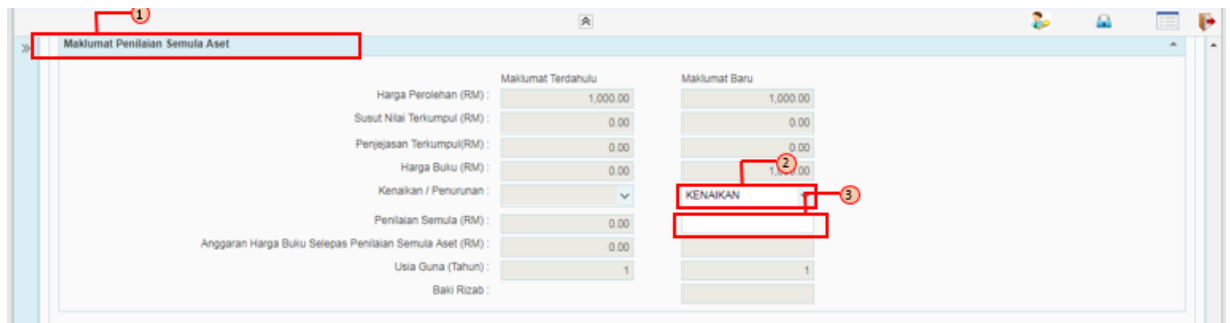 1
Maklumat Penilaian Semula Aset
Maklumat Terdahulu Maklumat Baru
Harga Perolehan (RM) : 1,000.00 1,000.00
Susut Nilai Terkumpul (RM) : 0.00 0.00
Penjejasan Terkumpul(RM) : 0.00 0.00
Harga Buku (RM) : 0.00 2
Kenaikan / Penurunan : KENAIKAN 3
Penilaian Semula (RM) : 0.00
Anggaran Harga Buku Selepas Penilaian Semula Aset (RM) : 0.00
Usia Guna (Tahun) : 1 1
Baki Rizab :